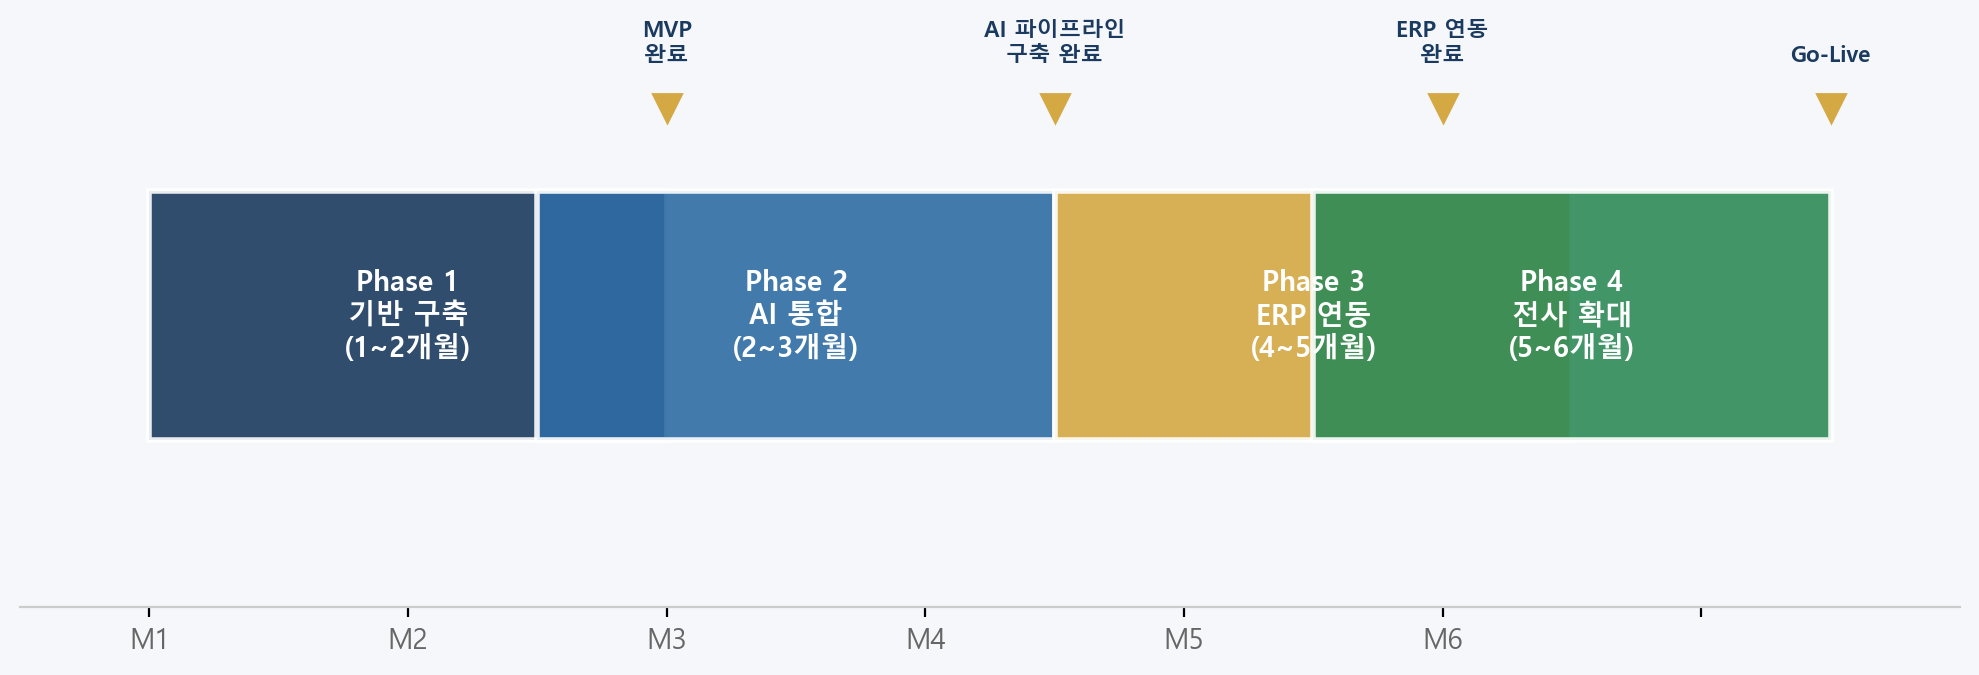 MVP
완료
AI 파이프라인
구축 완료
ERP 연동
완료
Go-Live
Phase 1
기반 구축
(1~2개월)
Phase 2
AI 통합
(2~3개월)
Phase 3
ERP 연동
(4~5개월)
Phase 4
전사 확대
(5~6개월)
M1
M2
M3
M4
M5
M6